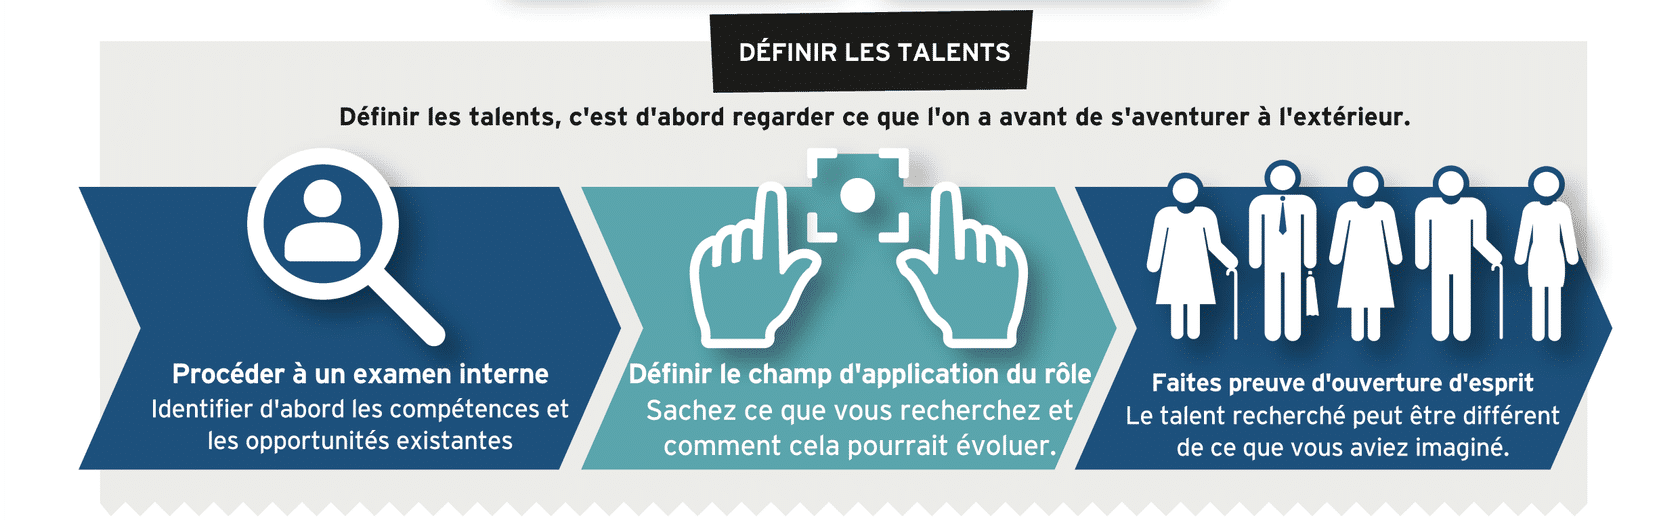 DÉFINIR LES TALENTS
Définir les talents, c'est d'abord regarder ce que l'on a avant de s'aventurer à l'extérieur.
Procéder à un examen interne
Identifier d'abord les compétences et
les opportunités existantes
Définir le champ d'application du rôle
Sachez ce que vous recherchez et
comment cela pourrait évoluer.
Faites preuve d'ouverture d'esprit
Le talent recherché peut être différent
de ce que vous aviez imaginé.